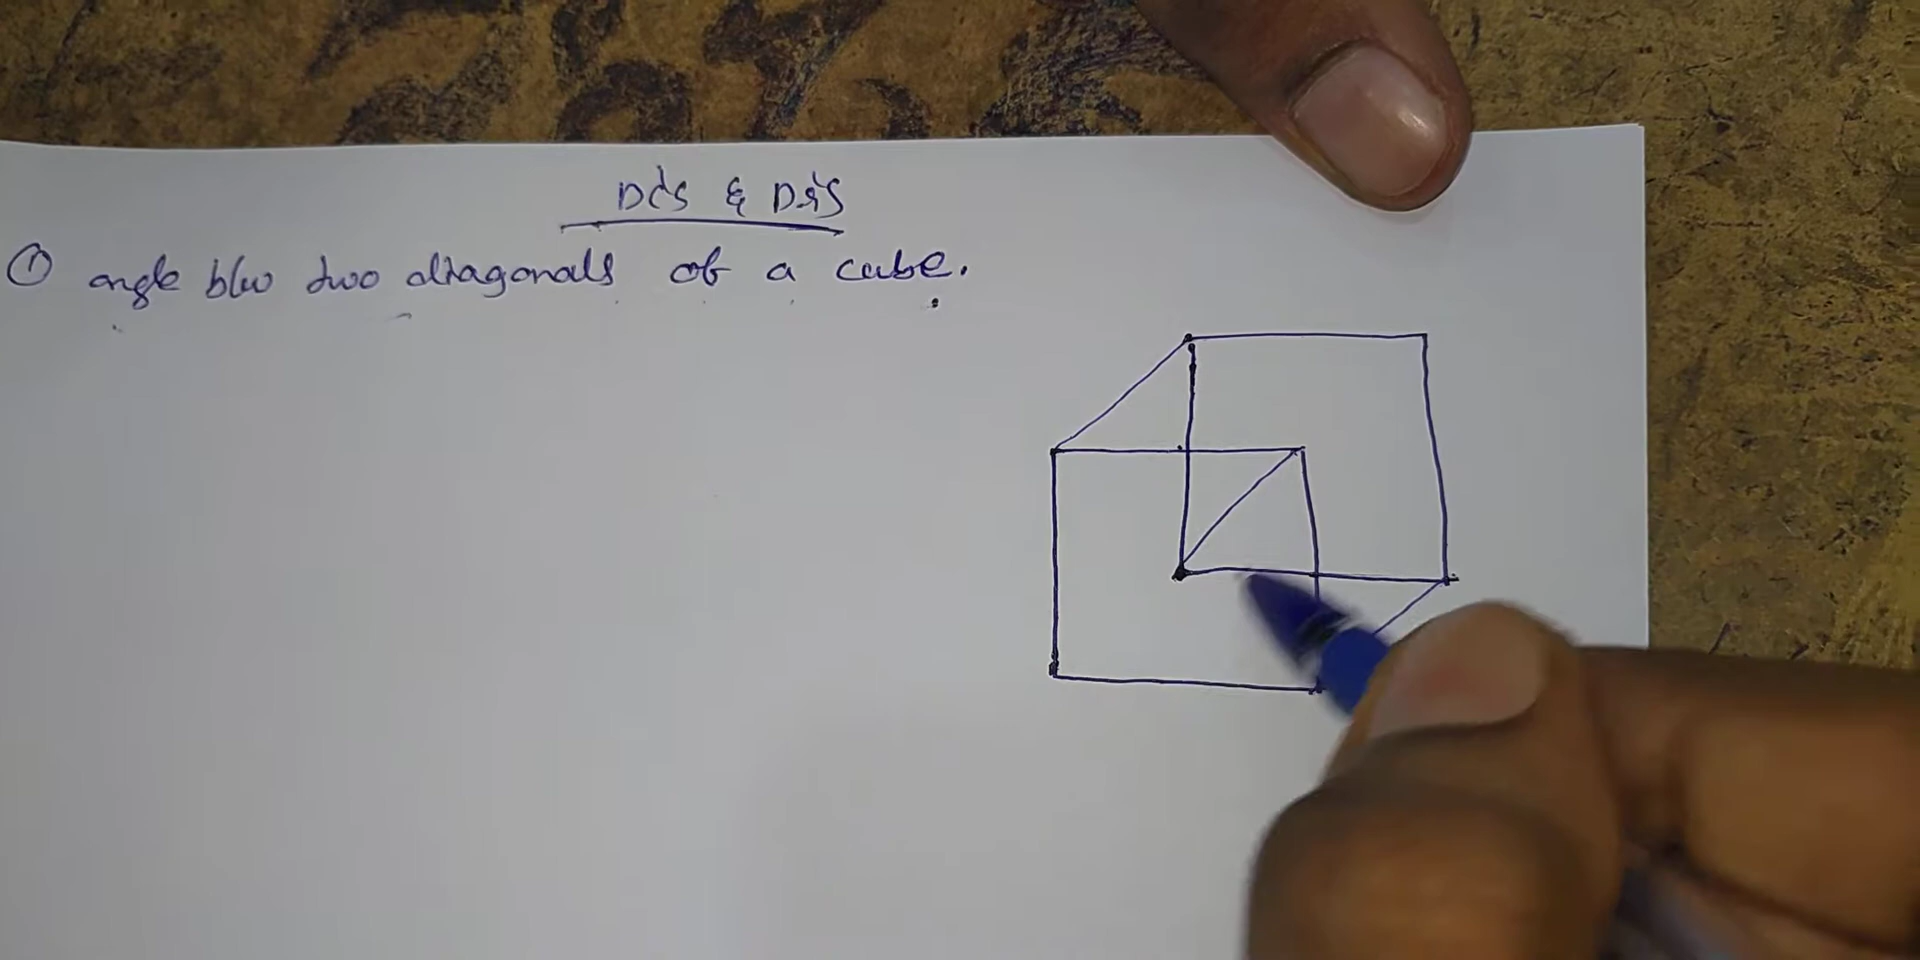 Dc's & Dr's
① angle b/w two diagonals of a cube.